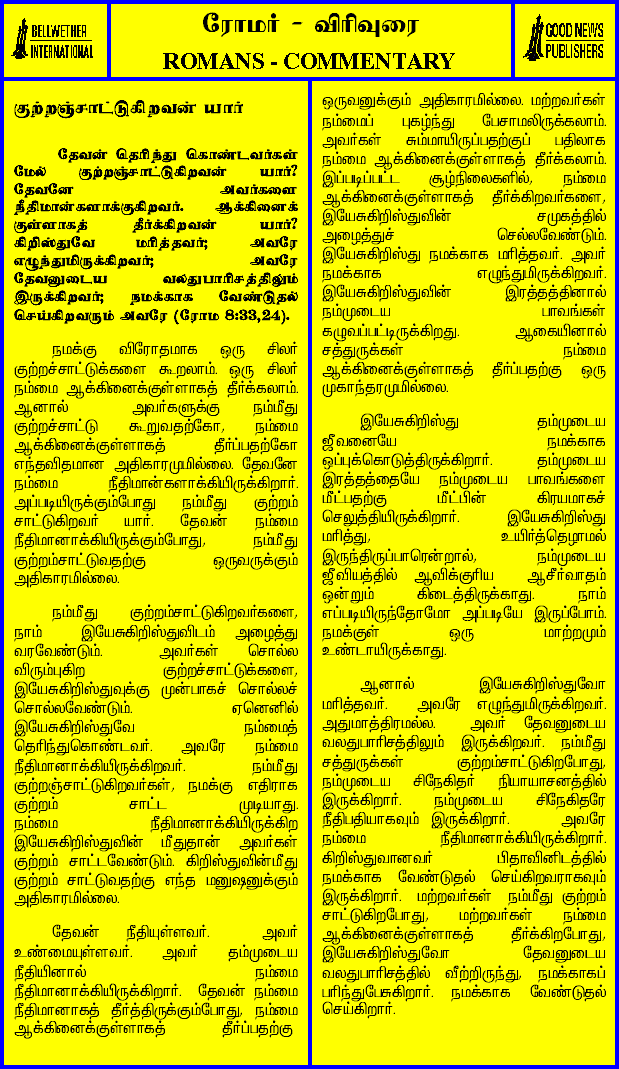 BELLWETHER
INTERNATIONAL
ரோமர் - விரிவுரை
ROMANS - COMMENTARY
GOOD NEWS
PUBLISHERS
குற்றஞ்சாட்டுகிறவன் யார்
தேவன் தெரிந்து கொண்டவர்கள்
மேல் குற்றஞ்சாட்டுகிறவன் யார்?
தேவனே அவர்களை
நீதிமான்களாக்குகிறவர். ஆக்கினைக்
குள்ளாகத் தீர்க்கிறவன் யார்?
கிறிஸ்துவே மரித்தவர்; அவரே
எழுந்துமிருக்கிறவர்; அவரே
தேவனுடைய வலதுபாரிசத்திலும்
இருக்கிறவர்; நமக்காக வேண்டுதல்
செய்கிறவரும் அவரே (ரோம 8:33,24).
நமக்கு விரோதமாக ஒரு சிலர்
குற்றச்சாட்டுக்களை கூறலாம். ஒரு சிலர்
நம்மை ஆக்கினைக்குள்ளாகத் தீர்க்கலாம்.
ஆனால் அவர்களுக்கு நம்மீது
குற்றச்சாட்டு கூறுவதற்கோ, நம்மை
ஆக்கினைக்குள்ளாகத் தீர்ப்பதற்கோ
எந்தவிதமான அதிகாரமுமில்லை. தேவனே
நம்மை நீதிமான்களாக்கியிருக்கிறார்.
அப்படியிருக்கும்போது நம்மீது குற்றம்
சாட்டுகிறவர் யார். தேவன் நம்மை
நீதிமானாக்கியிருக்கும்போது, நம்மீது
குற்றம்சாட்டுவதற்கு ஒருவருக்கும்
அதிகாரமில்லை.
நம்மீது குற்றம்சாட்டுகிறவர்களை,
நாம் இயேசுகிறிஸ்துவிடம் அழைத்து
வரவேண்டும். அவர்கள் சொல்ல
விரும்புகிற குற்றச்சாட்டுக்களை,
இயேசுகிறிஸ்துவுக்கு முன்பாகச் சொல்லச்
சொல்லவேண்டும். ஏனெனில்
இயேசுகிறிஸ்துவே நம்மைத்
தெரிந்துகொண்டவர். அவரே நம்மை
நீதிமானாக்கியிருக்கிறவர். நம்மீது
குற்றஞ்சாட்டுகிறவர்கள், நமக்கு எதிராக
குற்றம் சாட்ட முடியாது.
நம்மை நீதிமானாக்கியிருக்கிற
இயேசுகிறிஸ்துவின் மீதுதான் அவர்கள்
குற்றம் சாட்டவேண்டும். கிறிஸ்துவின்மீது
குற்றம் சாட்டுவதற்கு எந்த மனுஷனுக்கும்
அதிகாரமில்லை.
தேவன் நீதியுள்ளவர். அவர்
உண்மையுள்ளவர். அவர் தம்முடைய
நீதியினால் நம்மை
நீதிமானாக்கியிருக்கிறார். தேவன் நம்மை
நீதிமானாகத் தீர்த்திருக்கும்போது, நம்மை
ஆக்கினைக்குள்ளாகத் தீர்ப்பதற்கு
ஒருவனுக்கும் அதிகாரமில்லை. மற்றவர்கள்
நம்மைப் புகழ்ந்து பேசாமலிருக்கலாம்.
அவர்கள் சும்மாயிருப்பதற்குப் பதிலாக
நம்மை ஆக்கினைக்குள்ளாகத் தீர்க்கலாம்.
இப்படிப்பட்ட சூழ்நிலைகளில், நம்மை
ஆக்கினைக்குள்ளாகத் தீர்க்கிறவர்களை,
இயேசுகிறிஸ்துவின் சமுகத்தில்
அழைத்துச் செல்லவேண்டும்.
இயேசுகிறிஸ்து நமக்காக மரித்தவர். அவர்
நமக்காக எழுந்துமிருக்கிறவர்.
இயேசுகிறிஸ்துவின் இரத்தத்தினால்
நம்முடைய பாவங்கள்
கழுவப்பட்டிருக்கிறது. ஆகையினால்
சத்துருக்கள் நம்மை
ஆக்கினைக்குள்ளாகத் தீர்ப்பதற்கு ஒரு
முகாந்தரமுமில்லை.
இயேசுகிறிஸ்து தம்முடைய
ஜீவனையே நமக்காக
ஒப்புக்கொடுத்திருக்கிறார். தம்முடைய
இரத்தத்தையே நம்முடைய பாவங்களை
மீட்பதற்கு மீட்பின் கிரயமாகச்
செலுத்தியிருக்கிறார். இயேசுகிறிஸ்து
மரித்து, உயிர்த்தெழாமல்
இருந்திருப்பாரென்றால், நம்முடைய
ஜீவியத்தில் ஆவிக்குரிய ஆசீர்வாதம்
ஒன்றும் கிடைத்திருக்காது. நாம்
எப்படியிருந்தோமோ அப்படியே இருப்போம்.
நமக்குள் ஒரு மாற்றமும்
உண்டாயிருக்காது.
ஆனால் இயேசுகிறிஸ்துவோ
மரித்தவர். அவரே எழுந்துமிருக்கிறவர்.
அதுமாத்திரமல்ல. அவர் தேவனுடைய
வலதுபாரிசத்திலும் இருக்கிறவர். நம்மீது
சத்துருக்கள் குற்றம்சாட்டுகிறபோது,
நம்முடைய சிநேகிதர் நியாயாசனத்தில்
இருக்கிறார். நம்முடைய சிநேகிதரே
நீதிபதியாகவும் இருக்கிறார். அவரே
நம்மை நீதிமானாக்கியிருக்கிறார்.
கிறிஸ்துவானவர் பிதாவினிடத்தில்
நமக்காக வேண்டுதல் செய்கிறவராகவும்
இருக்கிறார். மற்றவர்கள் நம்மீது குற்றம்
சாட்டுகிறபோது, மற்றவர்கள் நம்மை
ஆக்கினைக்குள்ளாகத் தீர்க்கிறபோது,
இயேசுகிறிஸ்துவோ தேவனுடைய
வலதுபாரிசத்தில் வீற்றிருந்து, நமக்காகப்
பரிந்துபேசுகிறார். நமக்காக வேண்டுதல்
செய்கிறார்.